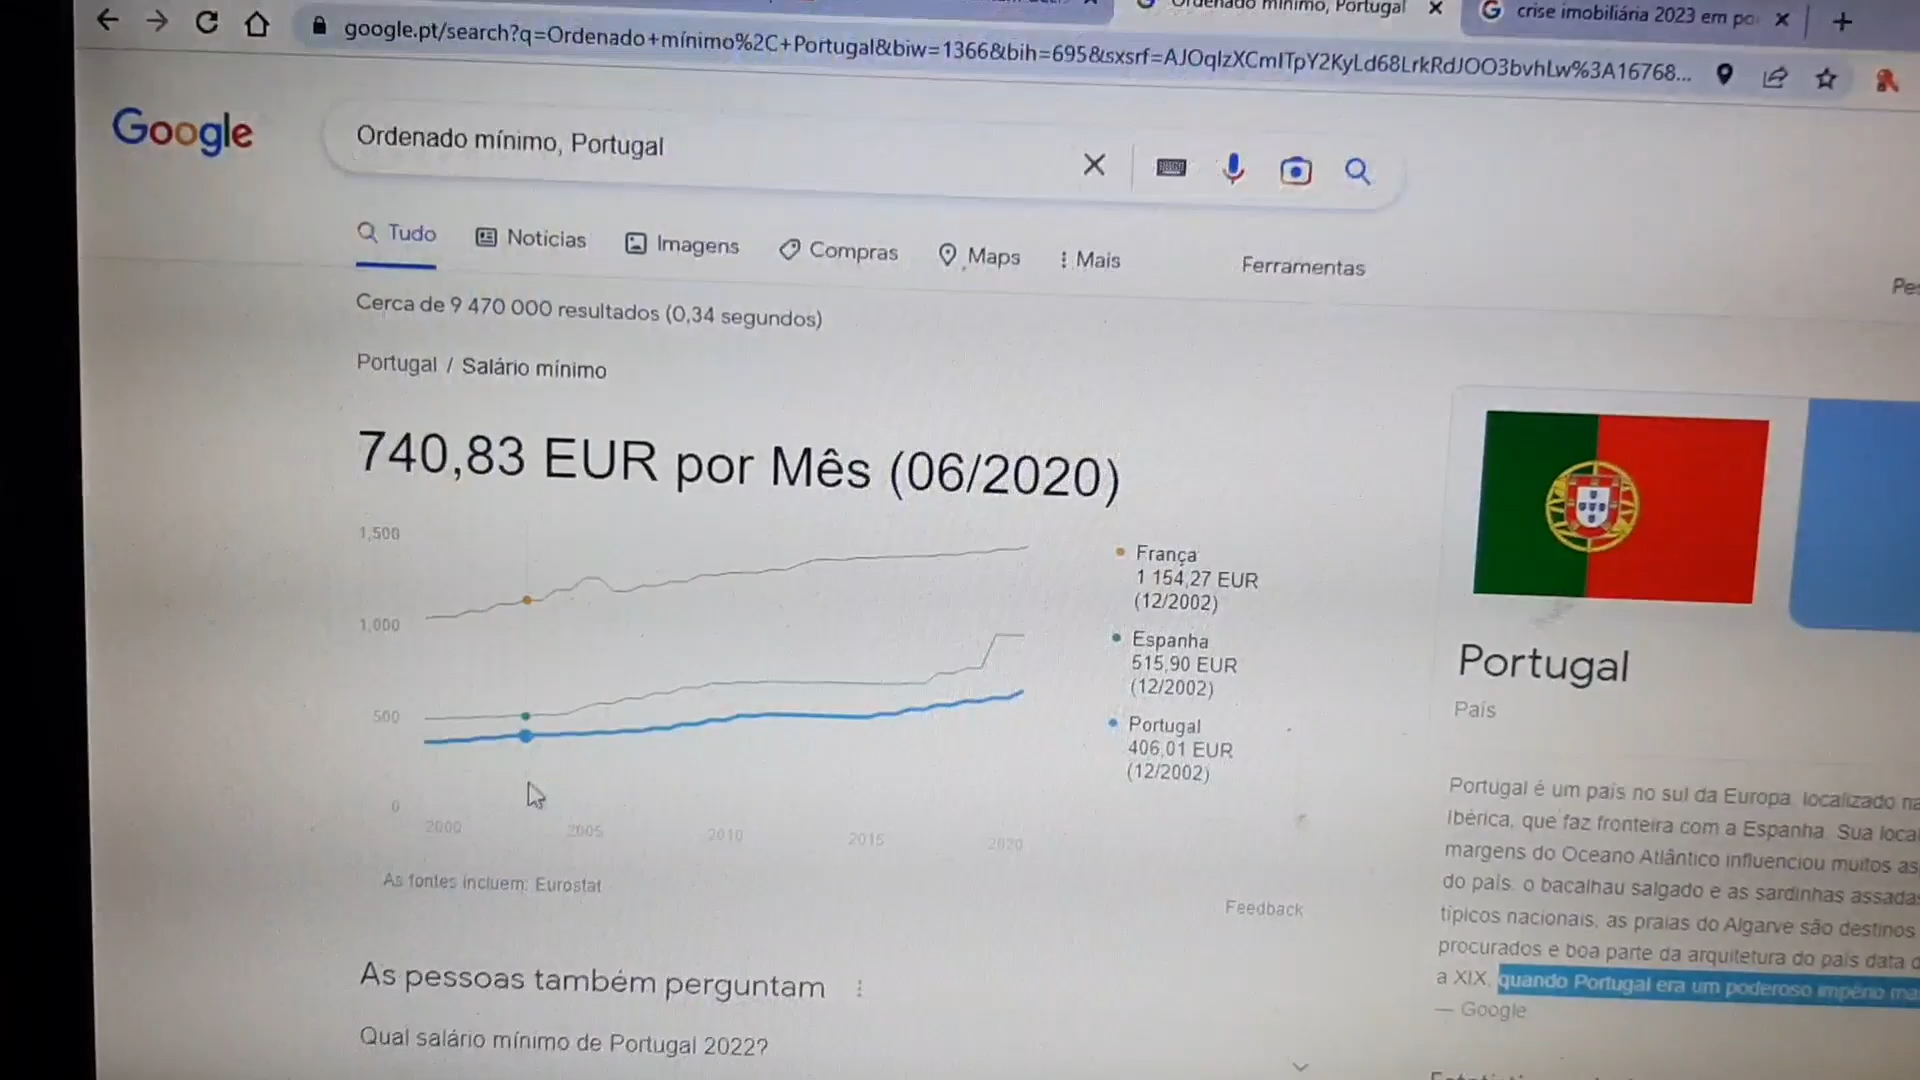 Ordenado mínimo, Portugal
crise imobiliária 2023 em po
google.pt/search?q=Ordenado+mínimo%2C+Portugal&biw=1366&bih=695&sxsrf=AJOqlzXCmITpY2KyLd68LrkRdJOO3bvhLw%3A16768...
Google
Ordenado mínimo, Portugal
Tudo
Notícias
Imagens
Compras
Maps
Mais
Ferramentas
Cerca de 9 470 000 resultados (0,34 segundos)
Portugal / Salário mínimo
740,83 EUR por Mês (06/2020)
1,500
1,000
500
0
2000
2005
2010
2015
2020
França
1 154,27 EUR
(12/2002)
Espanha
515,90 EUR
(12/2002)
Portugal
406,01 EUR
(12/2002)
As fontes incluem: Eurostat
Feedback
As pessoas também perguntam
Qual salário mínimo de Portugal 2022?
Portugal
País
Portugal é um país no sul da Europa, localizado na
Ibérica, que faz fronteira com a Espanha. Sua local
margens do Oceano Atlântico influenciou muitos as
do país: o bacalhau salgado e as sardinhas assadas
típicos nacionais, as praias do Algarve são destinos
procurados e boa parte da arquitetura do país data d
a XIX, quando Portugal era um poderoso império ma
— Google